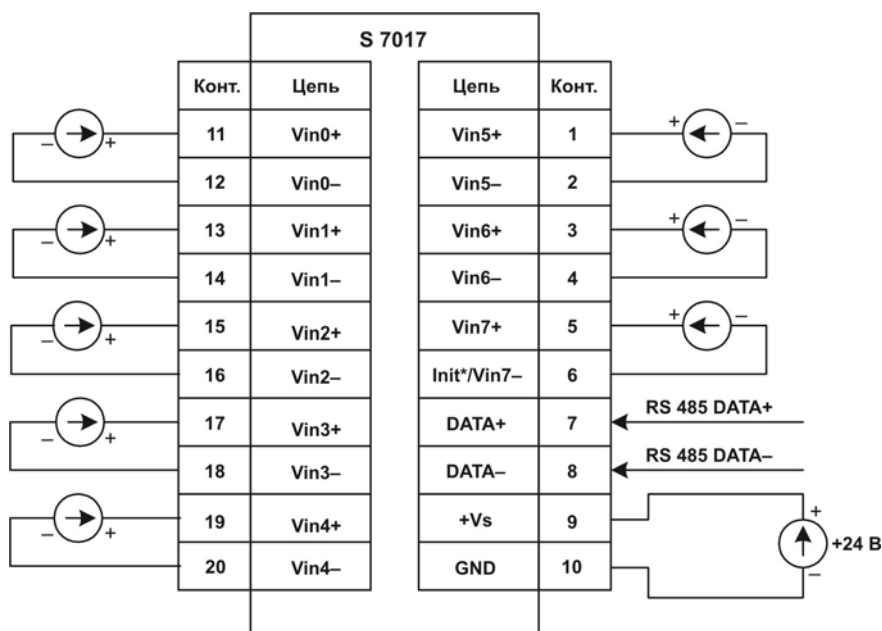 S 7017
Конт. Цепь Цепь Конт.
– + 11 Vin0+ Vin5+ 1 + –
12 Vin0– Vin5– 2
– + 13 Vin1+ Vin6+ 3 + –
14 Vin1– Vin6– 4
– + 15 Vin2+ Vin7+ 5 + –
16 Vin2– Init*/Vin7– 6
– + 17 Vin3+ DATA+ 7 RS 485 DATA+
18 Vin3– DATA– 8 RS 485 DATA–
– + 19 Vin4+ +Vs 9 +
+24 В
20 Vin4– GND 10 –